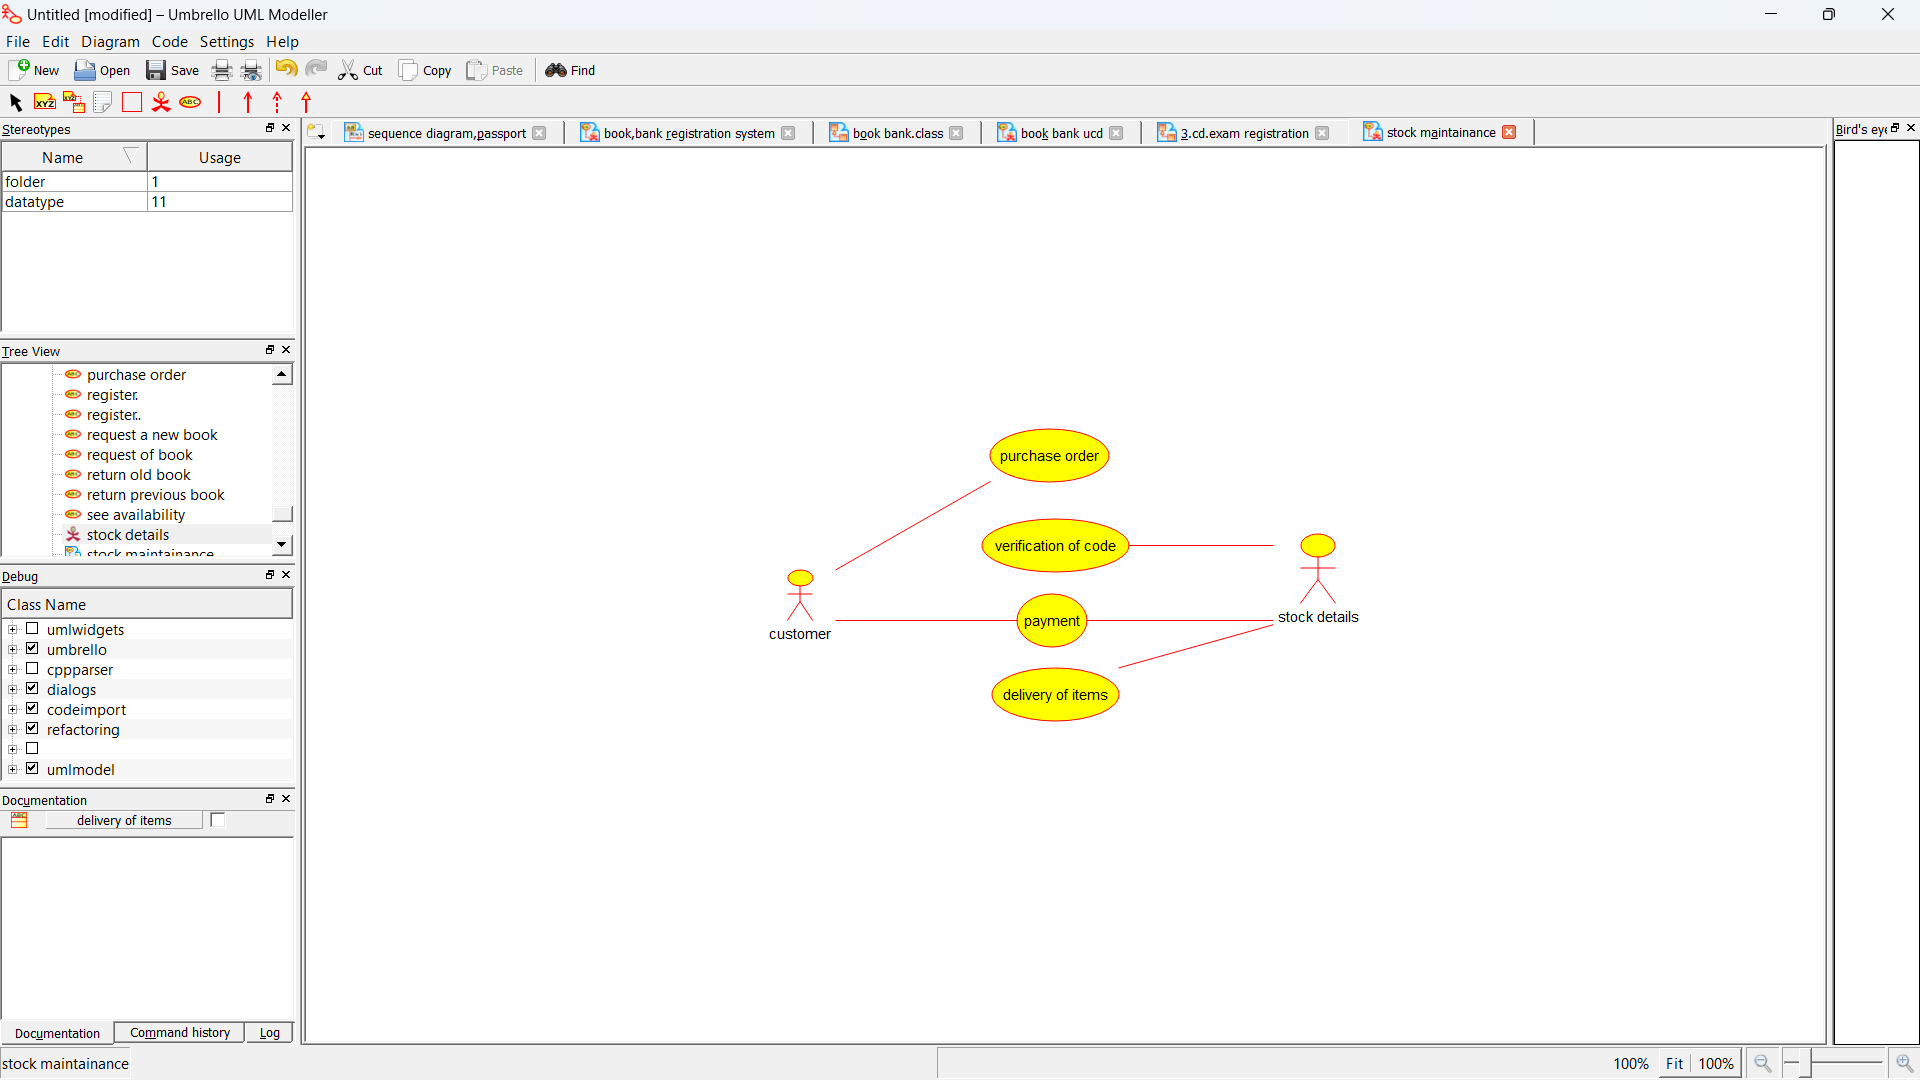 Untitled [modified] – Umbrello UML Modeller
File Edit Diagram Code Settings Help
New Open Save Cut Copy Paste Find
XYZ XYZ ABC
Stereotypes
Name Usage
folder 1
datatype 11
Tree View
purchase order
register.
register..
request a new book
request of book
return old book
return previous book
see availability
stock details
stock maintainance
Debug
Class Name
umlwidgets
umbrello
cppparser
dialogs
codeimport
refactoring
umlmodel
Documentation
delivery of items
Documentation Command history Log
stock maintainance
sequence diagram,passport
book,bank registration system
book bank.class
book bank ucd
3.cd.exam registration
stock maintainance
purchase order
verification of code
payment
customer
stock details
delivery of items
Bird's eye
100% Fit 100%